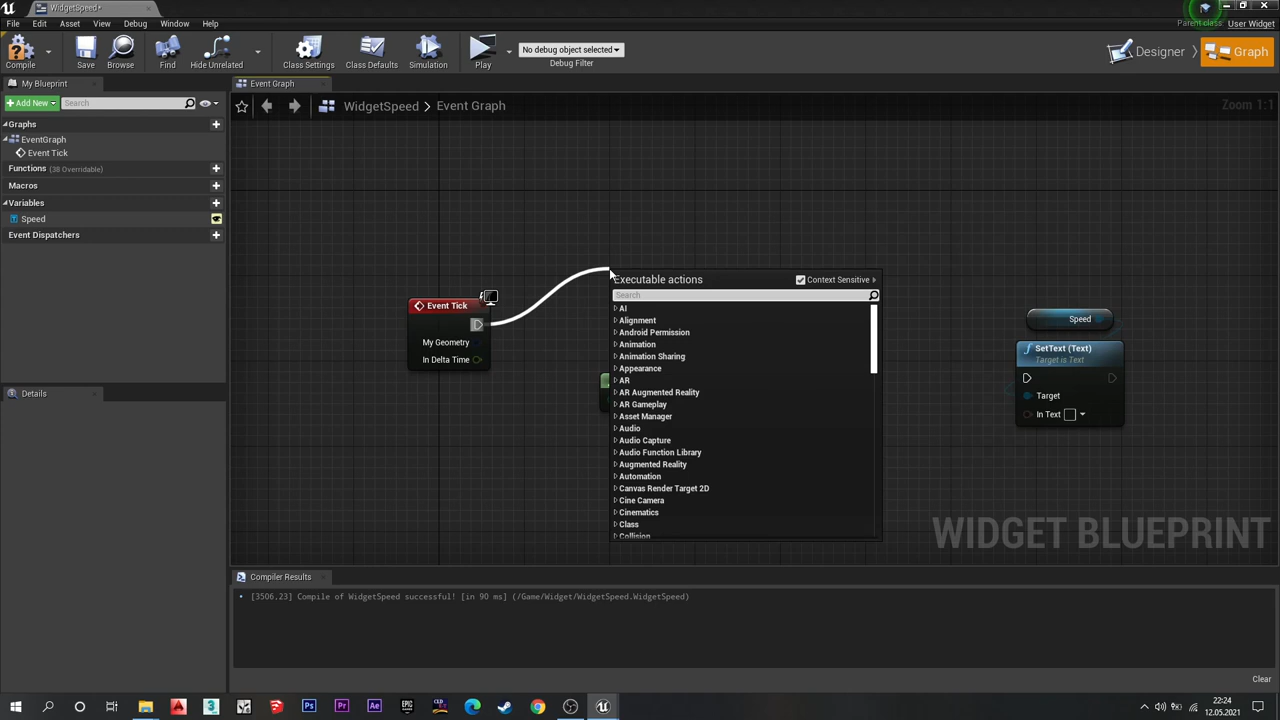 WidgetSpeed*
File Edit Asset View Debug Window Help
Parent class: User Widget
Compile
Save
Browse
Find
Hide Unrelated
Class Settings
Class Defaults
Simulation
Play
No debug object selected
Debug Filter
Designer
Graph
My Blueprint
Add New
Search
Graphs
EventGraph
Event Tick
Functions (38 Overridable)
Macros
Variables
Speed
Event Dispatchers
Details
Event Graph
WidgetSpeed > Event Graph
Zoom 1:1
Event Tick
My Geometry
In Delta Time
Executable actions
Context Sensitive
Search
AI
Alignment
Android Permission
Animation
Animation Sharing
Appearance
AR
AR Augmented Reality
AR Gameplay
Asset Manager
Audio
Audio Capture
Audio Function Library
Augmented Reality
Automation
Canvas Render Target 2D
Cine Camera
Cinematics
Class
Collision
Speed
SetText (Text)
Target is Text
Target
In Text
WIDGET BLUEPRINT
Compiler Results
[3506,23] Compile of WidgetSpeed successful! [in 90 ms] (/Game/Widget/WidgetSpeed.WidgetSpeed)
Clear
22:24
12.05.2021